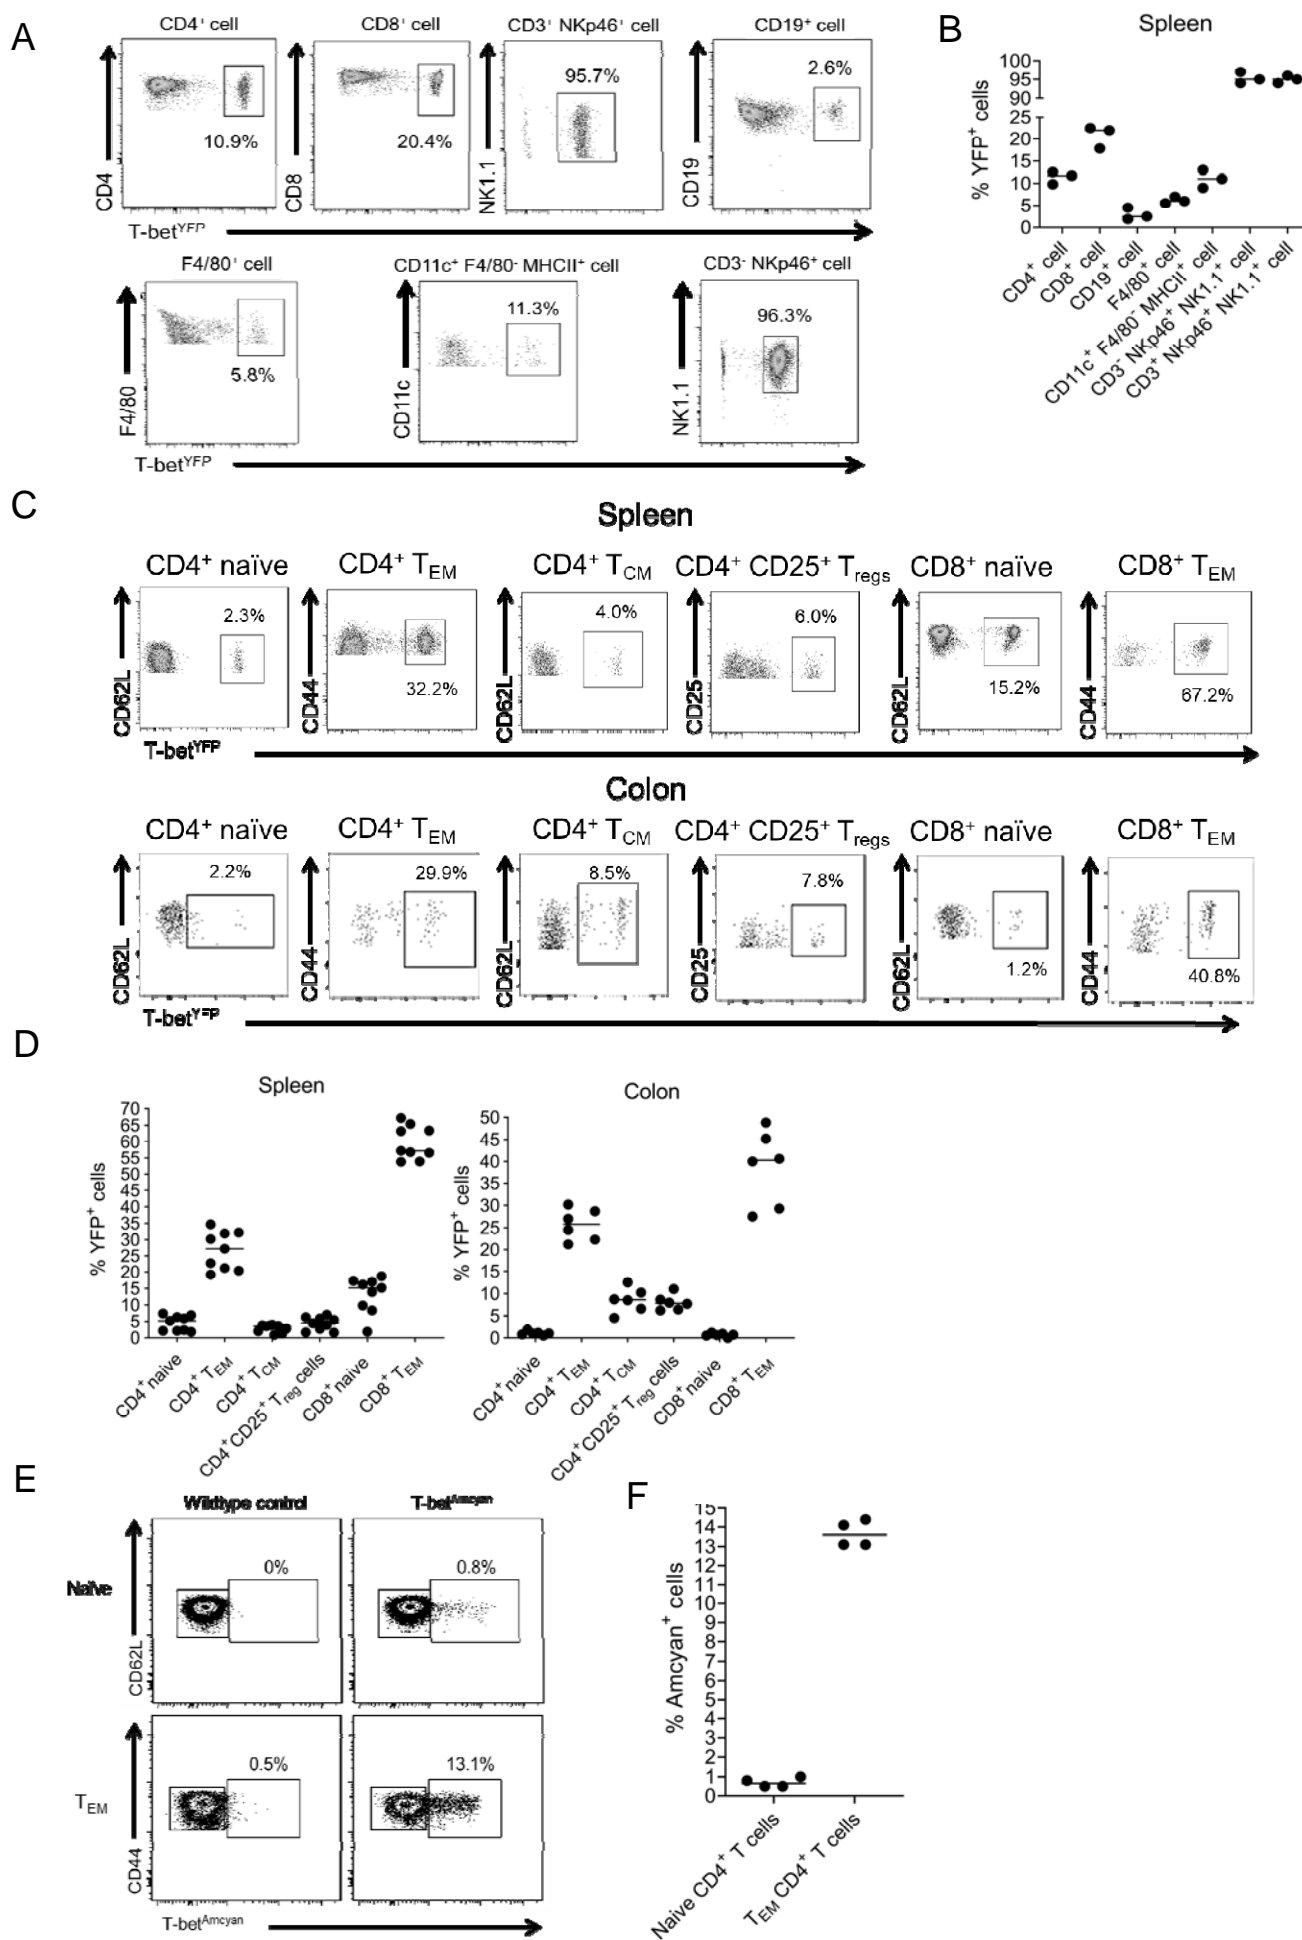 A
CD4⁺ cell
CD8⁺ cell
CD3⁺ NKp46⁺ cell
CD19⁺ cell
10.9%
20.4%
95.7%
2.6%
CD4
CD8
NK1.1
CD19
T-betYFP
F4/80⁺ cell
CD11c⁺ F4/80⁻ MHCII⁺ cell
CD3⁻ NKp46⁺ cell
5.8%
11.3%
96.3%
F4/80
CD11c
NK1.1
T-betYFP
B
Spleen
% YFP⁺ cells
100
95
90
25
20
15
10
5
0
CD4⁺ cell
CD8⁺ cell
CD19⁺ cell
F4/80⁺ cell
CD11c⁺ F4/80⁻ MHCII⁺ cell
CD3⁻ NKp46⁺ NK1.1⁺ cell
CD3⁺ NKp46⁺ NK1.1⁺ cell
C
Spleen
CD4⁺ naïve
CD4⁺ TEM
CD4⁺ TCM
CD4⁺ CD25⁺ Tregs
CD8⁺ naïve
CD8⁺ TEM
2.3%
32.2%
4.0%
6.0%
15.2%
67.2%
CD62L
CD44
CD62L
CD25
CD62L
CD44
T-betYFP
Colon
CD4⁺ naïve
CD4⁺ TEM
CD4⁺ TCM
CD4⁺ CD25⁺ Tregs
CD8⁺ naïve
CD8⁺ TEM
2.2%
29.9%
8.5%
7.8%
1.2%
40.8%
CD62L
CD44
CD62L
CD25
CD62L
CD44
T-betYFP
D
Spleen
% YFP⁺ cells
70
65
60
55
50
45
40
35
30
25
20
15
10
5
0
CD4⁺ naive
CD4⁺ TEM
CD4⁺ TCM
CD4⁺CD25⁺ Treg cells
CD8⁺ naive
CD8⁺ TEM
Colon
% YFP⁺ cells
50
45
40
35
30
25
20
15
10
5
0
CD4⁺ naive
CD4⁺ TEM
CD4⁺ TCM
CD4⁺CD25⁺ Treg cells
CD8⁺ naive
CD8⁺ TEM
E
Wildtype control
T-betAmcyan
Naïve
0%
0.8%
CD62L
TEM
0.5%
13.1%
CD44
T-betAmcyan
F
% Amcyan⁺ cells
15
14
13
12
11
10
9
8
7
6
5
4
3
2
1
0
Naive CD4⁺ T cells
TEM CD4⁺ T cells